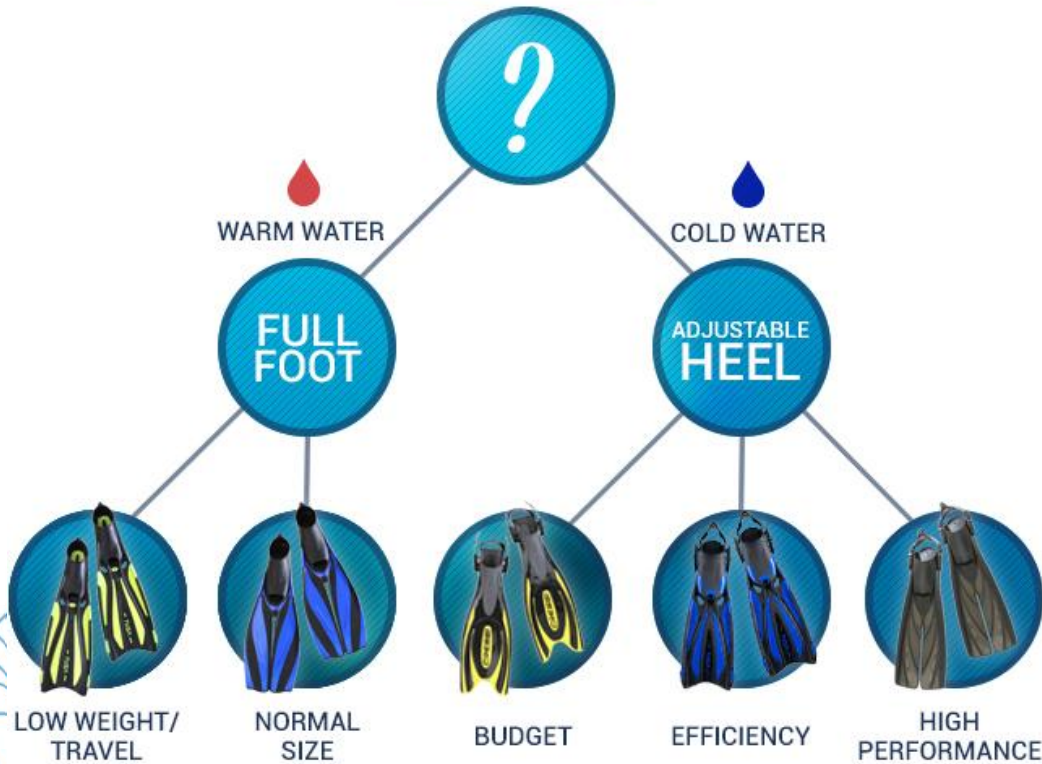 ?
WARM WATER
COLD WATER
FULL
FOOT
ADJUSTABLE
HEEL
LOW WEIGHT/
TRAVEL
NORMAL
SIZE
BUDGET
EFFICIENCY
HIGH
PERFORMANCE